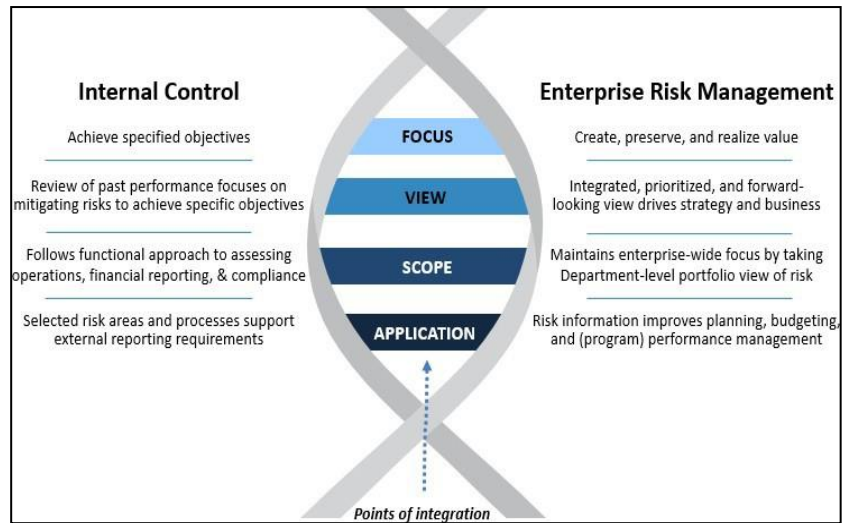 Internal Control
Achieve specified objectives
Review of past performance focuses on
mitigating risks to achieve specific objectives
Follows functional approach to assessing
operations, financial reporting, & compliance
Selected risk areas and processes support
external reporting requirements
FOCUS
VIEW
SCOPE
APPLICATION
Points of integration
Enterprise Risk Management
Create, preserve, and realize value
Integrated, prioritized, and forward-
looking view drives strategy and business
Maintains enterprise-wide focus by taking
Department-level portfolio view of risk
Risk information improves planning, budgeting,
and (program) performance management